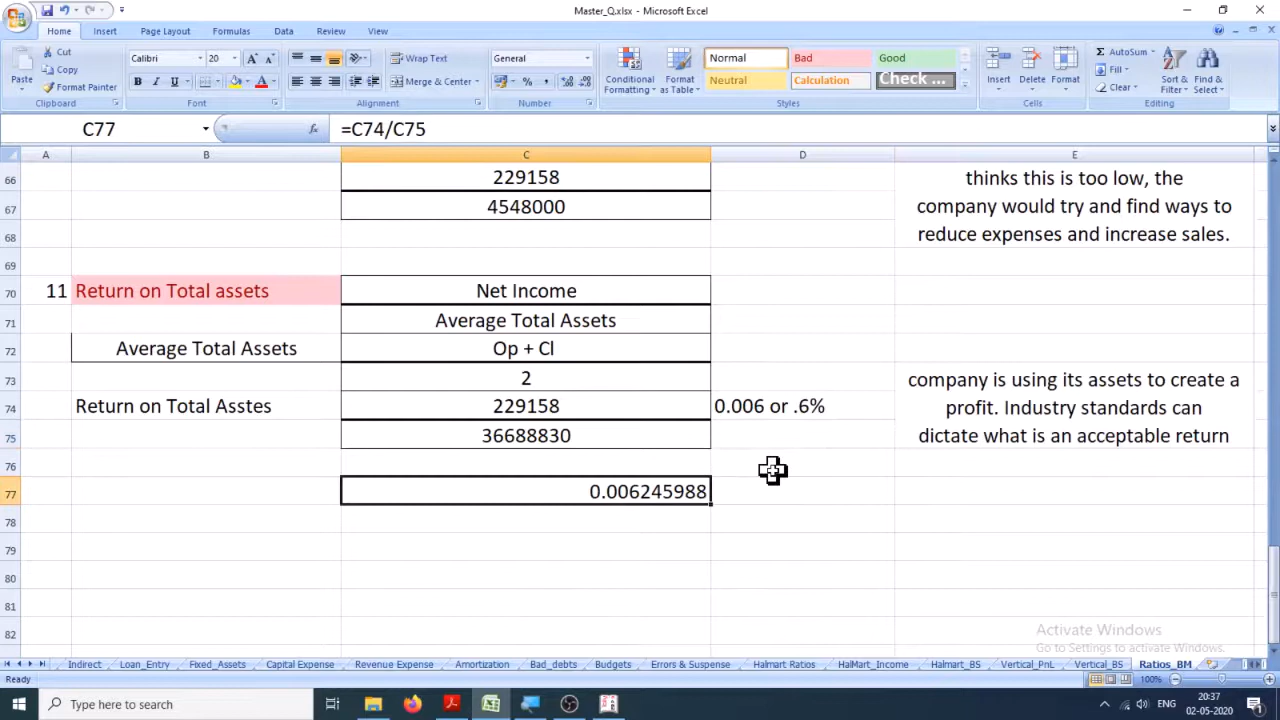 Master_Q.xlsx - Microsoft Excel
Home Insert Page Layout Formulas Data Review View
Paste
Cut
Copy
Format Painter
Clipboard
Calibri 20
B I U
Font
Wrap Text
Merge & Center
Alignment
General
Number
Conditional Formatting
Format as Table
Normal Bad Good
Neutral Calculation Check ...
Styles
Insert Delete Format
Cells
AutoSum
Fill
Clear
Sort & Filter
Find & Select
Editing
C77 fx =C74/C75
A B C D E
66 229158 thinks this is too low, the
67 4548000 company would try and find ways to
68 reduce expenses and increase sales.
69
70 11 Return on Total assets Net Income
71 Average Total Assets
72 Average Total Assets Op + Cl
73 2 company is using its assets to create a
74 Return on Total Asstes 229158 0.006 or .6% profit. Industry standards can
75 36688830 dictate what is an acceptable return
76
77 0.006245988
78
79
80
81
82
Activate Windows
Go to Settings to activate Windows.
Indirect Loan_Entry Fixed_Assets Capital Expense Revenue Expense Amortization Bad_debts Budgets Errors & Suspense Halmart Ratios HalMart_Income Halmart_BS Vertical_PnL Vertical_BS Ratios_BM
Ready 100%
Type here to search
ENG
20:37
02-05-2020